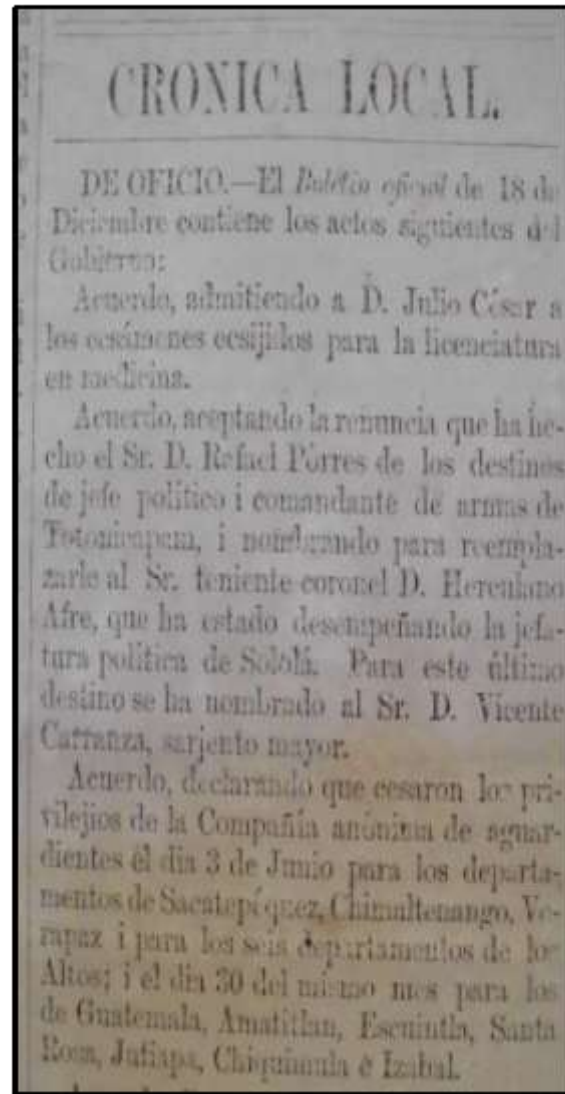 CRONICA LOCAL.
DE OFICIO.—El Boletin oficial de 18 de
Diciembre contiene los actos siguientes del
Gobierno:
Acuerdo, admitiendo a D. Julio César a
los ecsámenes ecsijidos para la licenciatura
en medicina.
Acuerdo, aceptando la renuncia que ha he-
cho el Sr. D. Rafael Pórres de los destinos
de jefe político i comandante de armas de
Totonicapam, i nombrando para reempla-
zarle al Sr. teniente coronel D. Herculano
Afre, que ha estado desempeñando la jefa-
tura política de Sololá. Para este último
destino se ha nombrado al Sr. D. Vicente
Carranza, sarjento mayor.
Acuerdo, declarando que cesaron los pri-
vilejios de la Compañía anónima de aguar-
dientes el dia 3 de Junio para los departa-
mentos de Sacatepéquez, Chimaltenango, Ve-
rapaz i para los seis departamentos de los
Altos; i el dia 30 del mismo mes para los
de Guatemala, Amatitlan, Escuintla, Santa
Rosa, Jutiapa, Chiquimula é Izabal.